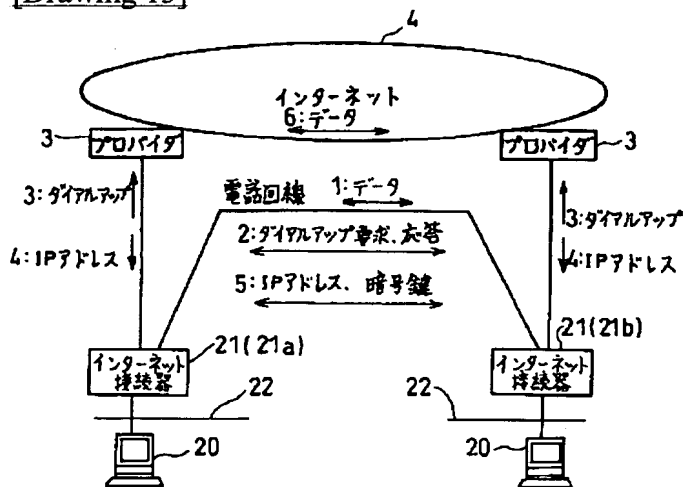 4
インターネット
6:データ
3 プロバイダ
プロバイダ 3
3:ダイアルアップ
電話回線 1:データ
2:ダイアルアップ要求、応答
3:ダイアルアップ
4:IPアドレス
4:IPアドレス
5:IPアドレス、暗号鍵
21(21a)
21(21b)
インターネット
接続器
インターネット
接続器
22
22
20
20